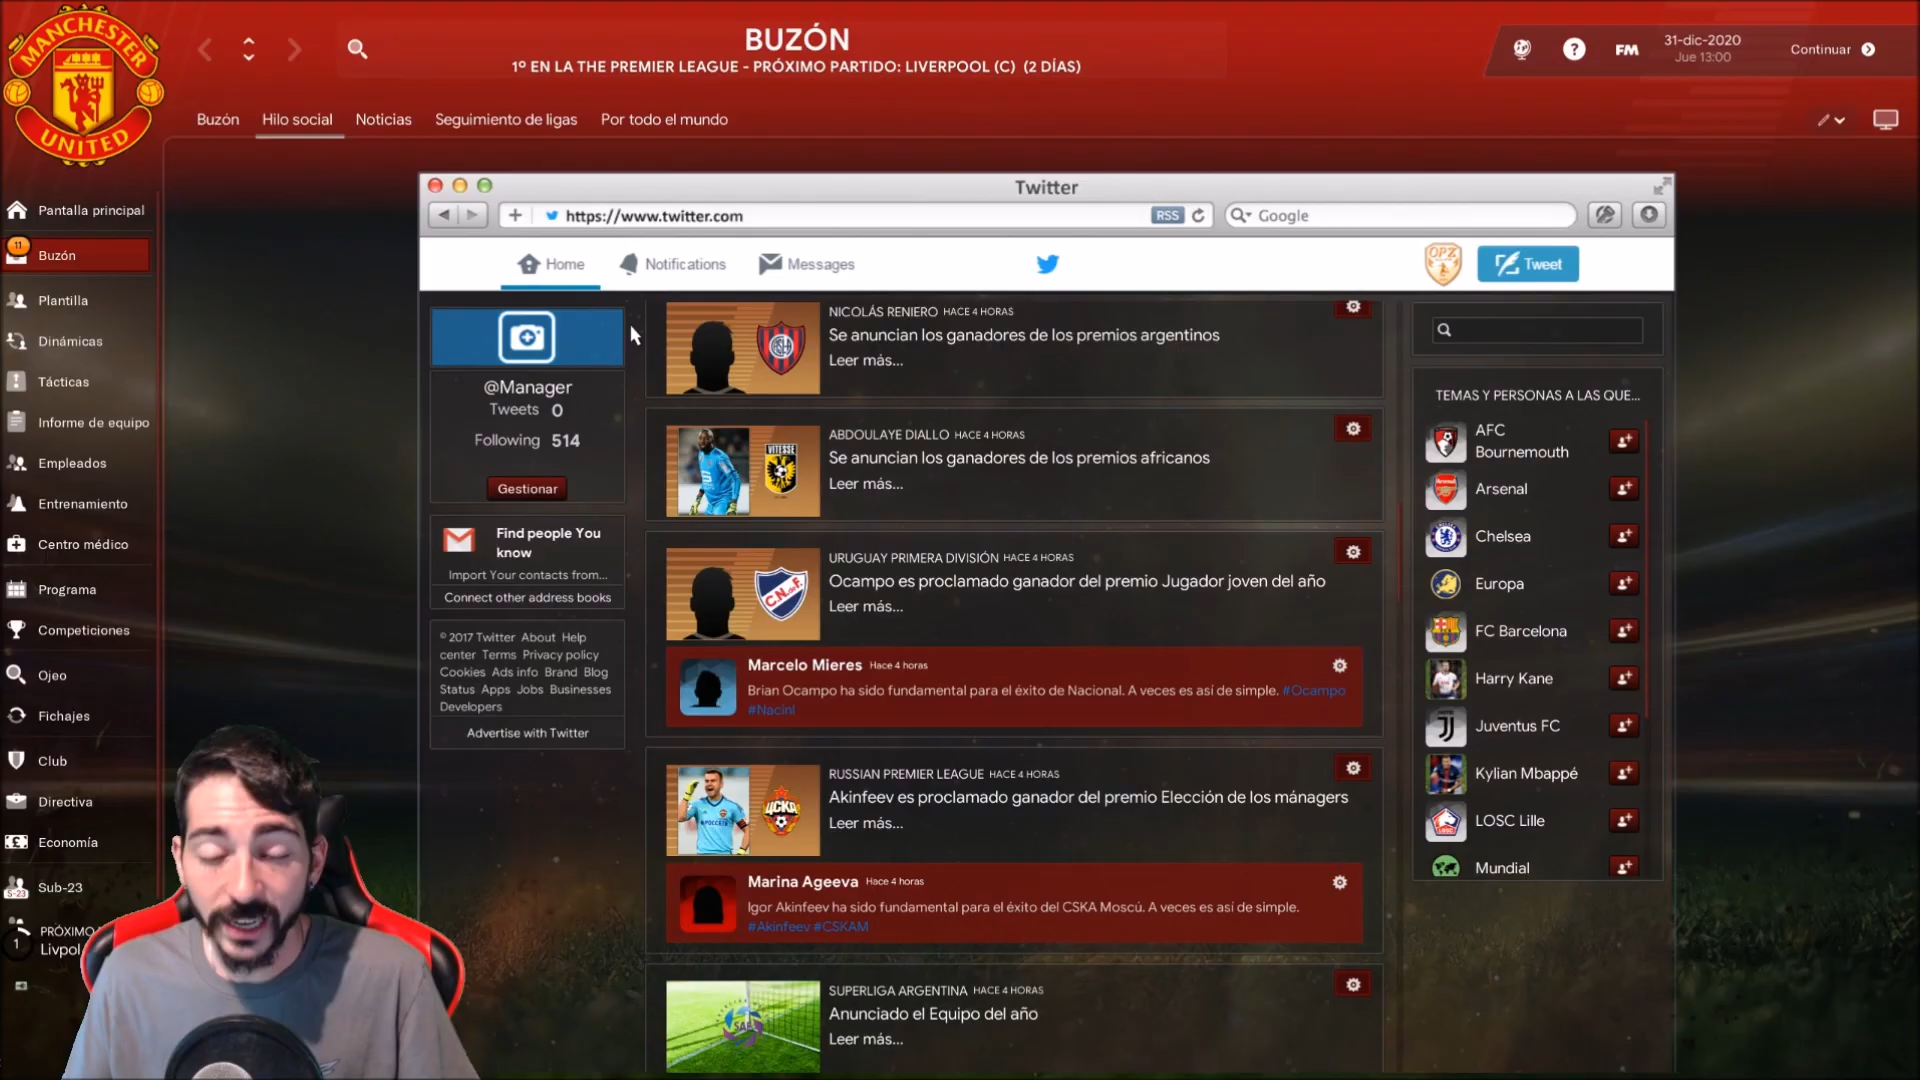 MANCHESTER
UNITED
BUZÓN
1º EN LA THE PREMIER LEAGUE - PRÓXIMO PARTIDO: LIVERPOOL (C) (2 DÍAS)
FM
31-dic-2020
Jue 13:00
Continuar
Buzón
Hilo social
Noticias
Seguimiento de ligas
Por todo el mundo
Pantalla principal
11
Buzón
Plantilla
Dinámicas
Tácticas
Informe de equipo
Empleados
Entrenamiento
Centro médico
Programa
Competiciones
Ojeo
Fichajes
Club
Directiva
Economía
S-23
Sub-23
PRÓXIMO
1
Livpol
Twitter
https://www.twitter.com
RSS
Google
Home
Notifications
Messages
OPZ
Tweet
@Manager
Tweets 0
Following 514
Gestionar
Find people You
know
Import Your contacts from...
Connect other address books
© 2017 Twitter About Help
center Terms Privacy policy
Cookies Ads info Brand Blog
Status Apps Jobs Businesses
Developers
Advertise with Twitter
NICOLÁS RENIERO HACE 4 HORAS
Se anuncian los ganadores de los premios argentinos
Leer más...
VITESSE
ABDOULAYE DIALLO HACE 4 HORAS
Se anuncian los ganadores de los premios africanos
Leer más...
C.N. de F.
URUGUAY PRIMERA DIVISIÓN HACE 4 HORAS
Ocampo es proclamado ganador del premio Jugador joven del año
Leer más...
Marcelo Mieres Hace 4 horas
Brian Ocampo ha sido fundamental para el éxito de Nacional. A veces es así de simple. #Ocampo
#Nacinl
ЦСКА
RUSSIAN PREMIER LEAGUE HACE 4 HORAS
Akinfeev es proclamado ganador del premio Elección de los mánagers
Leer más...
Marina Ageeva Hace 4 horas
Igor Akinfeev ha sido fundamental para el éxito del CSKA Moscú. A veces es así de simple.
#Akinfeev #CSKAM
SAF
SUPERLIGA ARGENTINA HACE 4 HORAS
Anunciado el Equipo del año
Leer más...
TEMAS Y PERSONAS A LAS QUE...
AFC
Bournemouth
Arsenal
Chelsea
Europa
FC Barcelona
Harry Kane
Juventus FC
Kylian Mbappé
LOSC Lille
Mundial